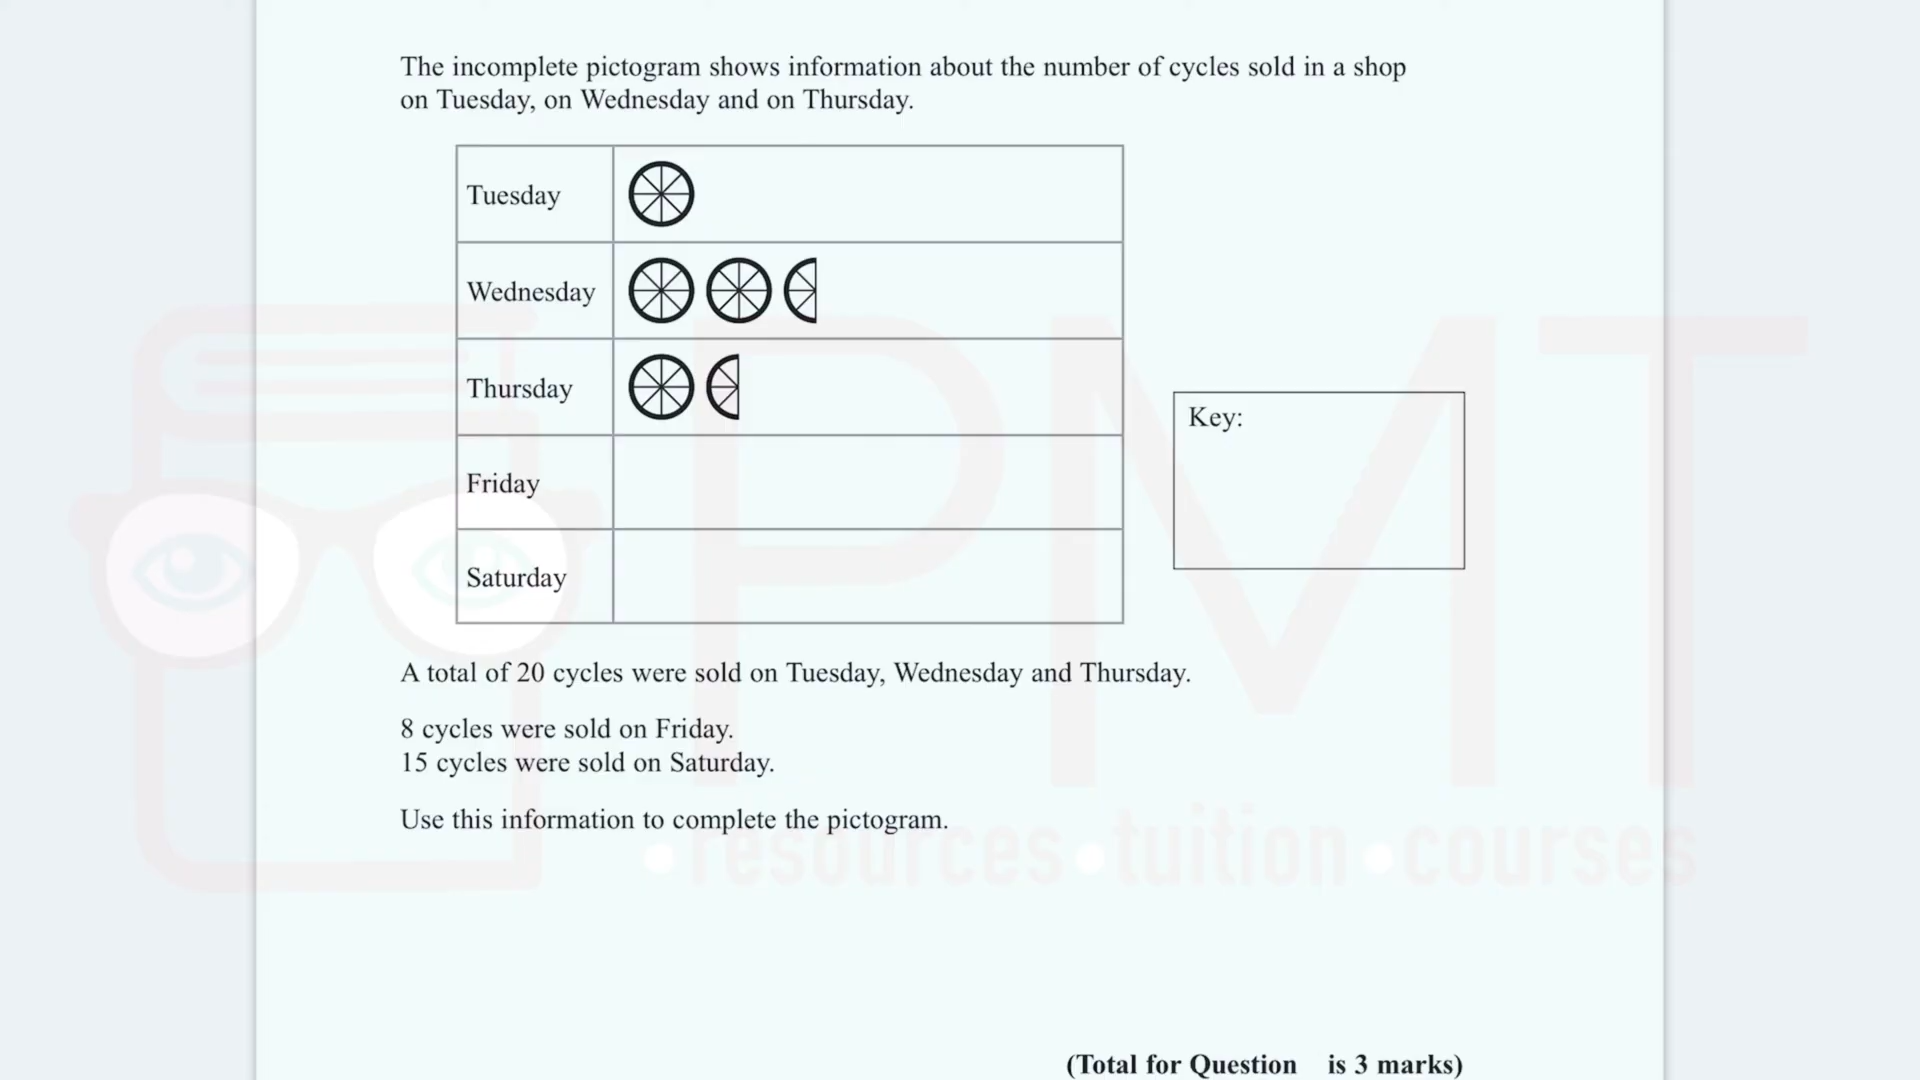 The incomplete pictogram shows information about the number of cycles sold in a shop
on Tuesday, on Wednesday and on Thursday.
Tuesday
Wednesday
Thursday
Friday
Saturday
Key:
A total of 20 cycles were sold on Tuesday, Wednesday and Thursday.
8 cycles were sold on Friday.
15 cycles were sold on Saturday.
Use this information to complete the pictogram.
(Total for Question is 3 marks)
PMT
resources tuition courses